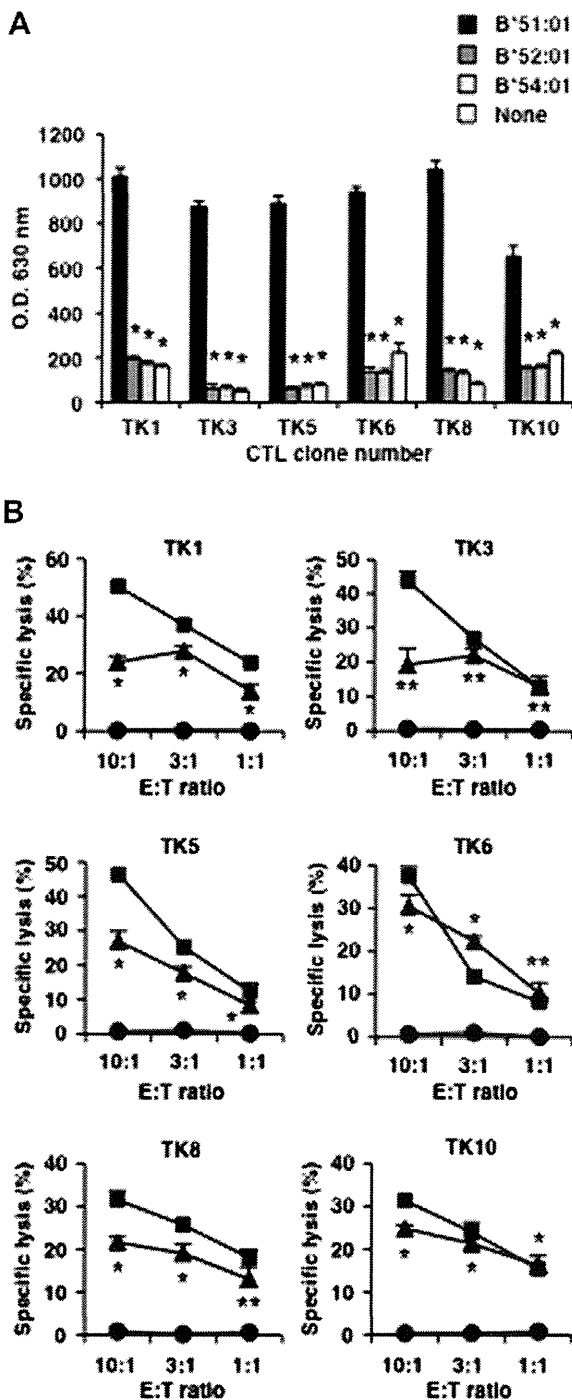 A
B*51:01
B*52:01
B*54:01
None
1200
1000
800
600
400
200
0
O.D. 630 nm
* * * * * * * * * * * * * * * * * *
TK1 TK3 TK5 TK6 TK8 TK10
CTL clone number
B
TK1
Specific lysis (%)
60
40
20
0
* * *
10:1 3:1 1:1
E:T ratio
TK3
Specific lysis (%)
50
40
30
20
10
0
** ** **
10:1 3:1 1:1
E:T ratio
TK5
Specific lysis (%)
50
40
30
20
10
0
* * *
10:1 3:1 1:1
E:T ratio
TK6
Specific lysis (%)
40
30
20
10
0
* * **
10:1 3:1 1:1
E:T ratio
TK8
Specific lysis (%)
40
30
20
10
0
* * **
10:1 3:1 1:1
E:T ratio
TK10
Specific lysis (%)
40
30
20
10
0
* * *
10:1 3:1 1:1
E:T ratio